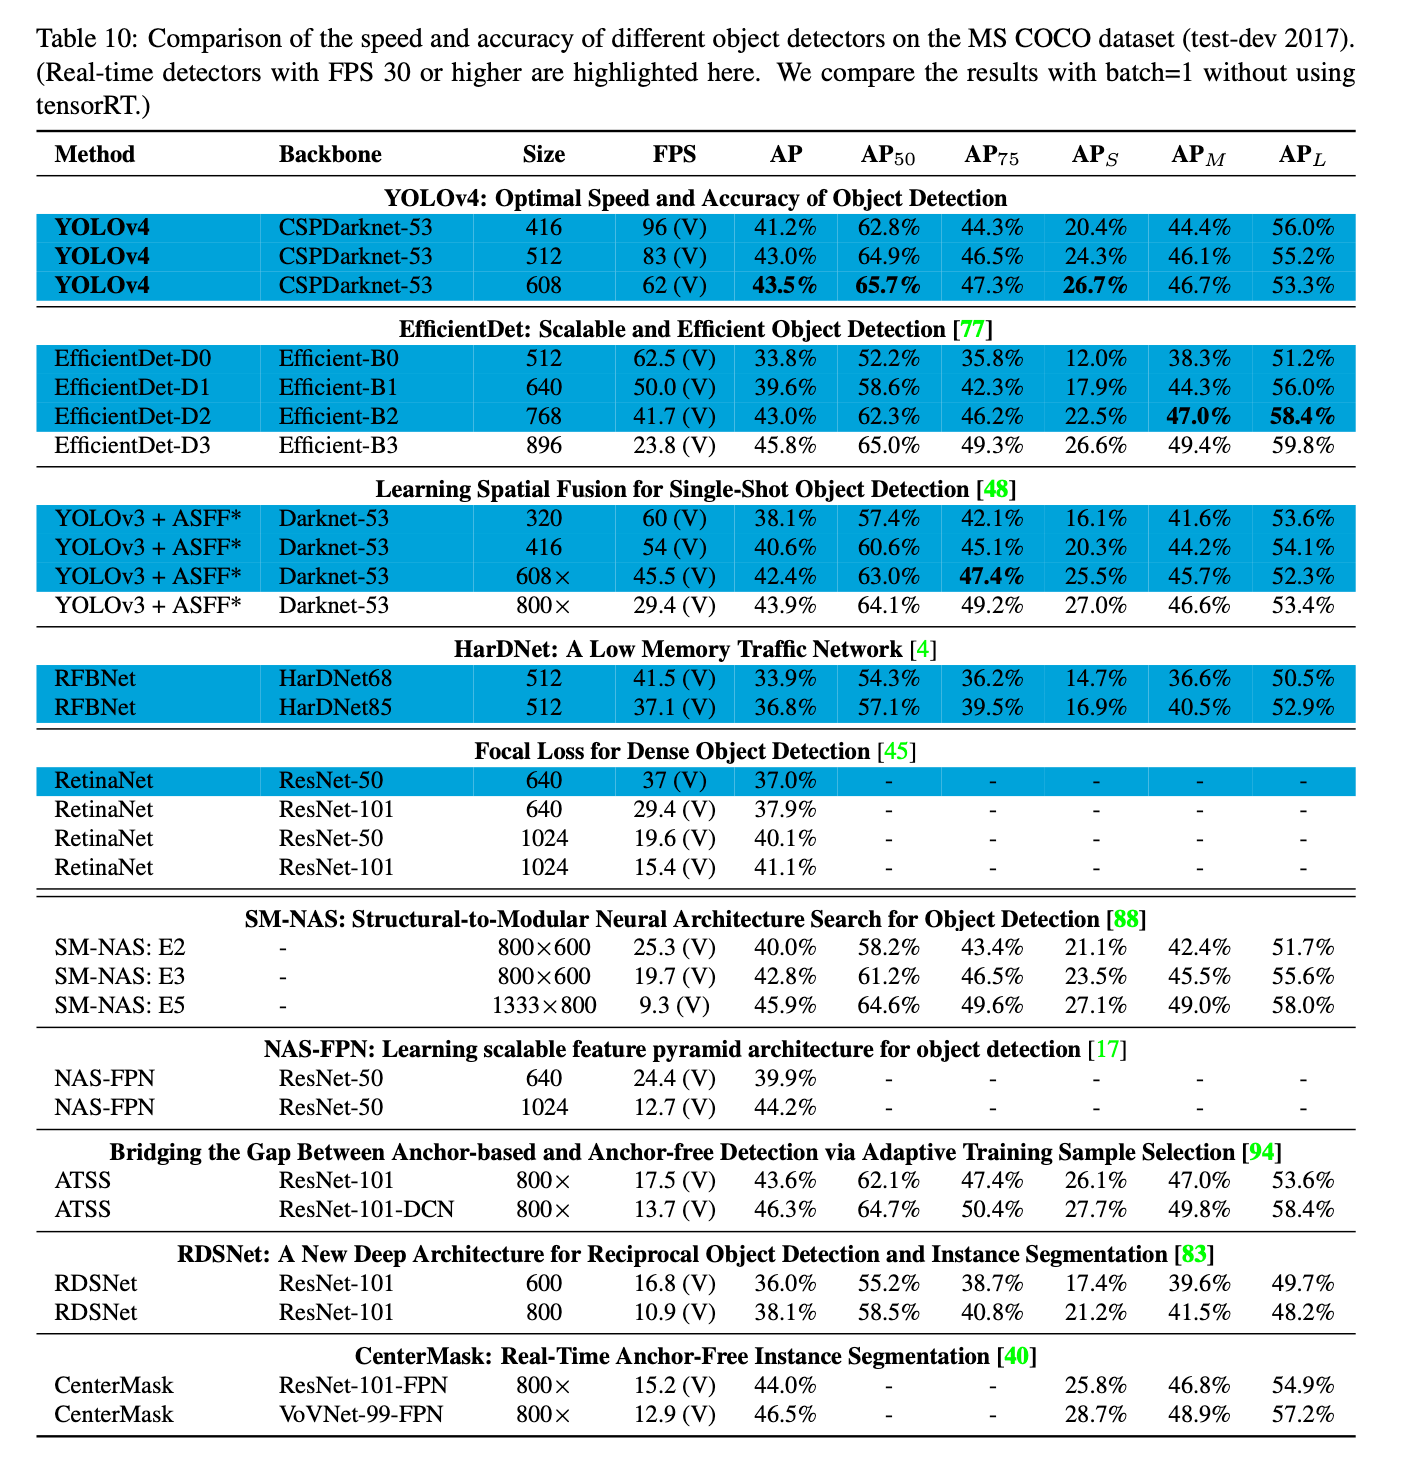 Table 10: Comparison of the speed and accuracy of different object detectors on the MS COCO dataset (test-dev 2017).
(Real-time detectors with FPS 30 or higher are highlighted here. We compare the results with batch=1 without using
tensorRT.)
Method Backbone Size FPS AP AP50 AP75 APS APM APL
YOLOv4: Optimal Speed and Accuracy of Object Detection
YOLOv4 CSPDarknet-53 416 96 (V) 41.2% 62.8% 44.3% 20.4% 44.4% 56.0%
YOLOv4 CSPDarknet-53 512 83 (V) 43.0% 64.9% 46.5% 24.3% 46.1% 55.2%
YOLOv4 CSPDarknet-53 608 62 (V) 43.5% 65.7% 47.3% 26.7% 46.7% 53.3%
EfficientDet: Scalable and Efficient Object Detection [77]
EfficientDet-D0 Efficient-B0 512 62.5 (V) 33.8% 52.2% 35.8% 12.0% 38.3% 51.2%
EfficientDet-D1 Efficient-B1 640 50.0 (V) 39.6% 58.6% 42.3% 17.9% 44.3% 56.0%
EfficientDet-D2 Efficient-B2 768 41.7 (V) 43.0% 62.3% 46.2% 22.5% 47.0% 58.4%
EfficientDet-D3 Efficient-B3 896 23.8 (V) 45.8% 65.0% 49.3% 26.6% 49.4% 59.8%
Learning Spatial Fusion for Single-Shot Object Detection [48]
YOLOv3 + ASFF* Darknet-53 320 60 (V) 38.1% 57.4% 42.1% 16.1% 41.6% 53.6%
YOLOv3 + ASFF* Darknet-53 416 54 (V) 40.6% 60.6% 45.1% 20.3% 44.2% 54.1%
YOLOv3 + ASFF* Darknet-53 608× 45.5 (V) 42.4% 63.0% 47.4% 25.5% 45.7% 52.3%
YOLOv3 + ASFF* Darknet-53 800× 29.4 (V) 43.9% 64.1% 49.2% 27.0% 46.6% 53.4%
HarDNet: A Low Memory Traffic Network [4]
RFBNet HarDNet68 512 41.5 (V) 33.9% 54.3% 36.2% 14.7% 36.6% 50.5%
RFBNet HarDNet85 512 37.1 (V) 36.8% 57.1% 39.5% 16.9% 40.5% 52.9%
Focal Loss for Dense Object Detection [45]
RetinaNet ResNet-50 640 37 (V) 37.0% - - - - -
RetinaNet ResNet-101 640 29.4 (V) 37.9% - - - - -
RetinaNet ResNet-50 1024 19.6 (V) 40.1% - - - - -
RetinaNet ResNet-101 1024 15.4 (V) 41.1% - - - - -
SM-NAS: Structural-to-Modular Neural Architecture Search for Object Detection [88]
SM-NAS: E2 - 800×600 25.3 (V) 40.0% 58.2% 43.4% 21.1% 42.4% 51.7%
SM-NAS: E3 - 800×600 19.7 (V) 42.8% 61.2% 46.5% 23.5% 45.5% 55.6%
SM-NAS: E5 - 1333×800 9.3 (V) 45.9% 64.6% 49.6% 27.1% 49.0% 58.0%
NAS-FPN: Learning scalable feature pyramid architecture for object detection [17]
NAS-FPN ResNet-50 640 24.4 (V) 39.9% - - - - -
NAS-FPN ResNet-50 1024 12.7 (V) 44.2% - - - - -
Bridging the Gap Between Anchor-based and Anchor-free Detection via Adaptive Training Sample Selection [94]
ATSS ResNet-101 800× 17.5 (V) 43.6% 62.1% 47.4% 26.1% 47.0% 53.6%
ATSS ResNet-101-DCN 800× 13.7 (V) 46.3% 64.7% 50.4% 27.7% 49.8% 58.4%
RDSNet: A New Deep Architecture for Reciprocal Object Detection and Instance Segmentation [83]
RDSNet ResNet-101 600 16.8 (V) 36.0% 55.2% 38.7% 17.4% 39.6% 49.7%
RDSNet ResNet-101 800 10.9 (V) 38.1% 58.5% 40.8% 21.2% 41.5% 48.2%
CenterMask: Real-Time Anchor-Free Instance Segmentation [40]
CenterMask ResNet-101-FPN 800× 15.2 (V) 44.0% - - 25.8% 46.8% 54.9%
CenterMask VoVNet-99-FPN 800× 12.9 (V) 46.5% - - 28.7% 48.9% 57.2%